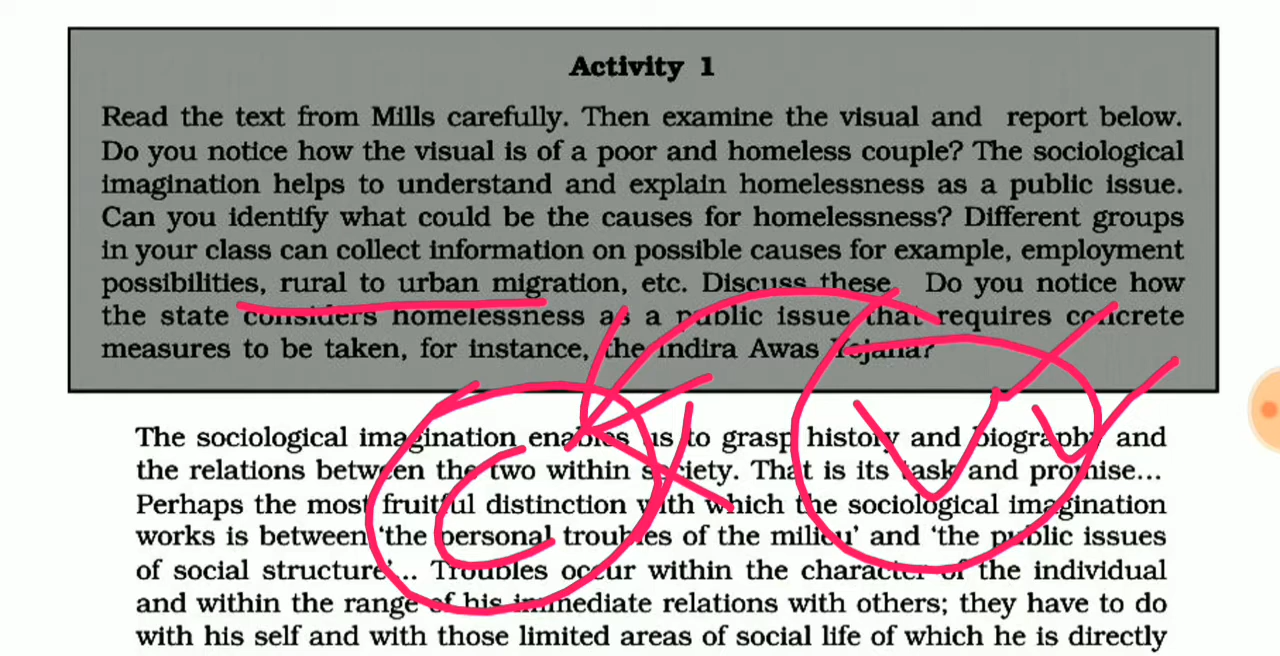 Activity 1
Read the text from Mills carefully. Then examine the visual and report below.
Do you notice how the visual is of a poor and homeless couple? The sociological
imagination helps to understand and explain homelessness as a public issue.
Can you identify what could be the causes for homelessness? Different groups
in your class can collect information on possible causes for example, employment
possibilities, rural to urban migration, etc. Discuss these. Do you notice how
the state considers homelessness as a public issue that requires concrete
measures to be taken, for instance, the Indira Awas Yojana?
The sociological imagination enables us to grasp history and biography and
the relations between the two within society. That is its task and promise...
Perhaps the most fruitful distinction with which the sociological imagination
works is between 'the personal troubles of the milieu' and 'the public issues
of social structure'... Troubles occur within the character of the individual
and within the range of his immediate relations with others; they have to do
with his self and with those limited areas of social life of which he is directly